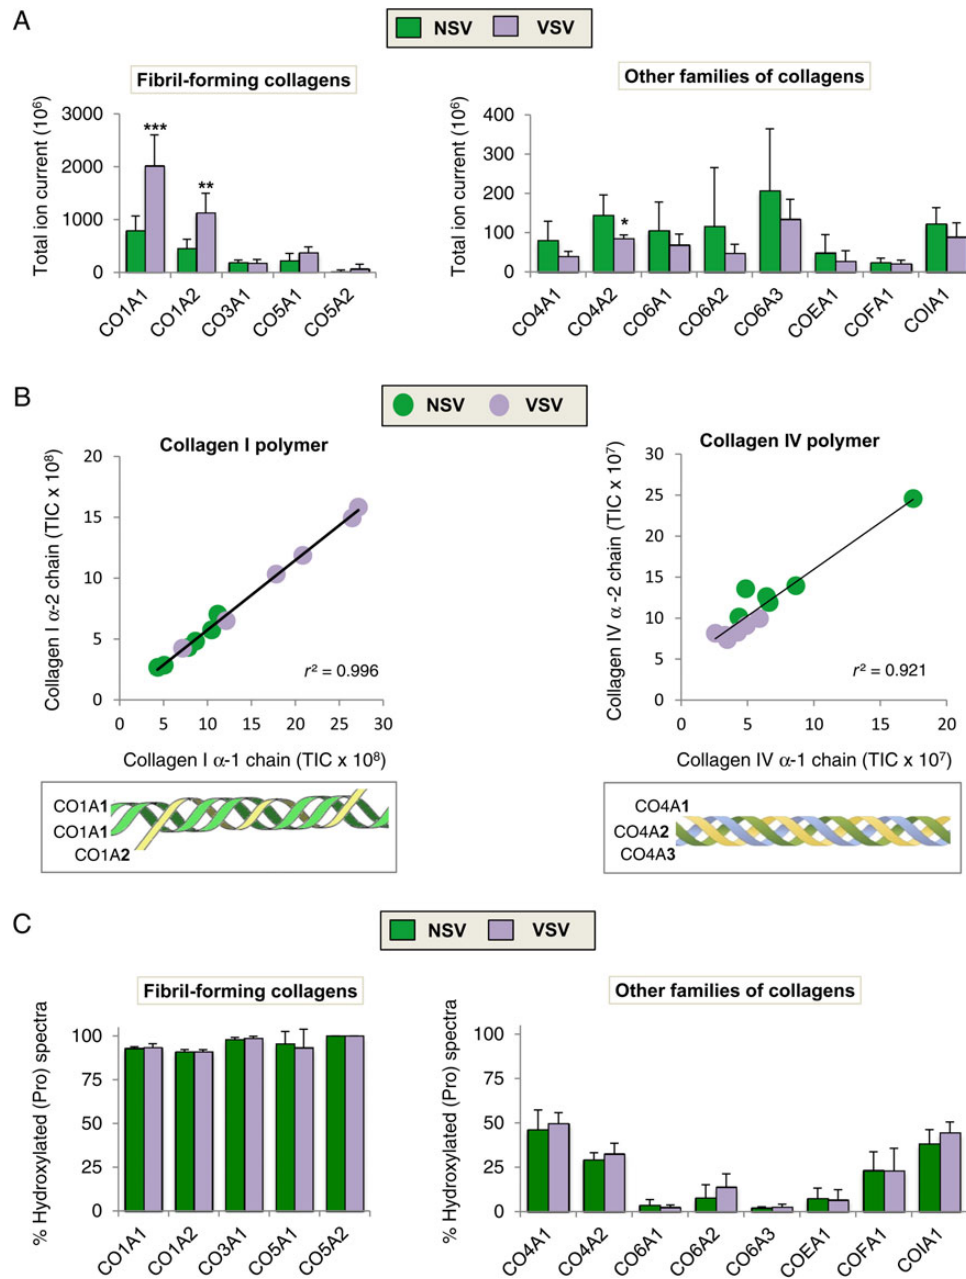 A
NSV VSV
Fibril-forming collagens
Other families of collagens
Total ion current (10⁶)
3000
2000
1000
0
***
**
CO1A1 CO1A2 CO3A1 CO5A1 CO5A2
Total ion current (10⁶)
400
300
200
100
0
*
CO4A1 CO4A2 CO6A1 CO6A2 CO6A3 COEA1 COFA1 COIA1
B
NSV VSV
Collagen I polymer
Collagen I α-2 chain (TIC x 10⁸)
20
15
10
5
0
r² = 0.996
0 5 10 15 20 25 30
Collagen I α-1 chain (TIC x 10⁸)
CO1A1
CO1A1
CO1A2
Collagen IV polymer
Collagen IV α -2 chain (TIC x 10⁷)
30
25
20
15
10
5
0
r² = 0.921
0 5 10 15 20
Collagen IV α-1 chain (TIC x 10⁷)
CO4A1
CO4A2
CO4A3
C
NSV VSV
Fibril-forming collagens
Other families of collagens
% Hydroxylated (Pro) spectra
100
75
50
25
0
CO1A1 CO1A2 CO3A1 CO5A1 CO5A2
% Hydroxylated (Pro) spectra
100
75
50
25
0
CO4A1 CO4A2 CO6A1 CO6A2 CO6A3 COEA1 COFA1 COIA1